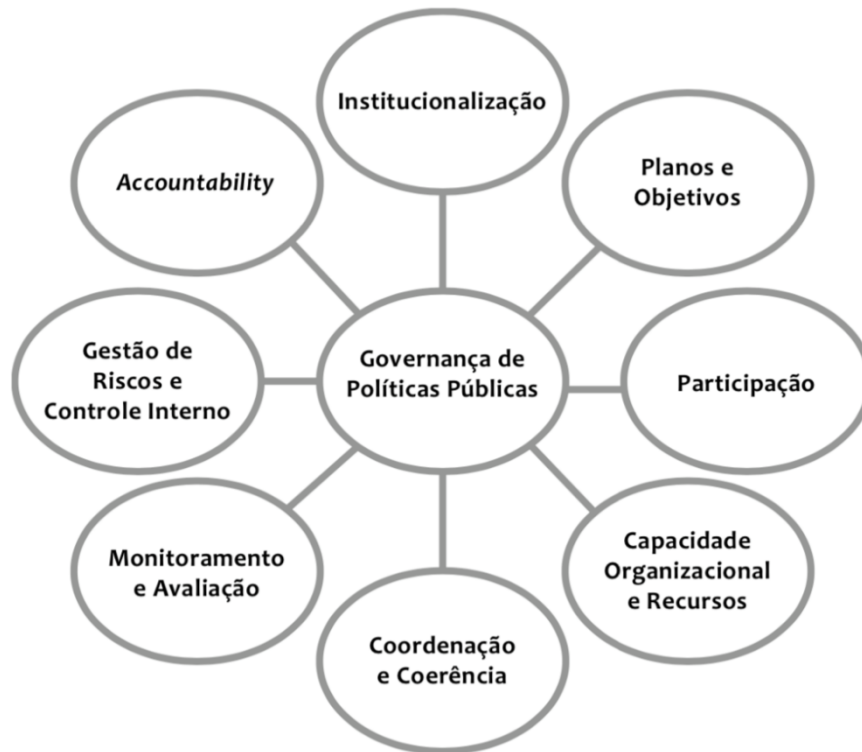 Institucionalização
Accountability
Planos e
Objetivos
Gestão de
Riscos e
Controle Interno
Governança de
Políticas Públicas
Participação
Monitoramento
e Avaliação
Capacidade
Organizacional
e Recursos
Coordenação
e Coerência